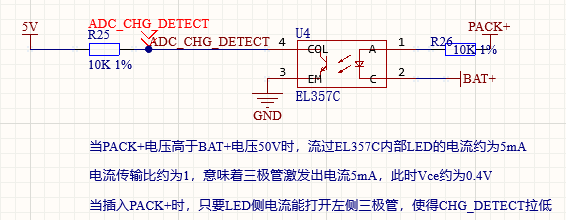 ADC_CHG_DETECT
5V
R25
ADC_CHG_DETECT
10K 1%
U4
4
COL
A
1
R26
10K 1%
PACK+
3
EM
C
2
BAT+
EL357C
GND
当PACK+电压高于BAT+电压50V时，流过EL357C内部LED的电流约为5mA
电流传输比约为1，意味着三极管激发出电流5mA，此时Vce约为0.4V
当插入PACK+时，只要LED侧电流能打开左侧三极管，使得CHG_DETECT拉低